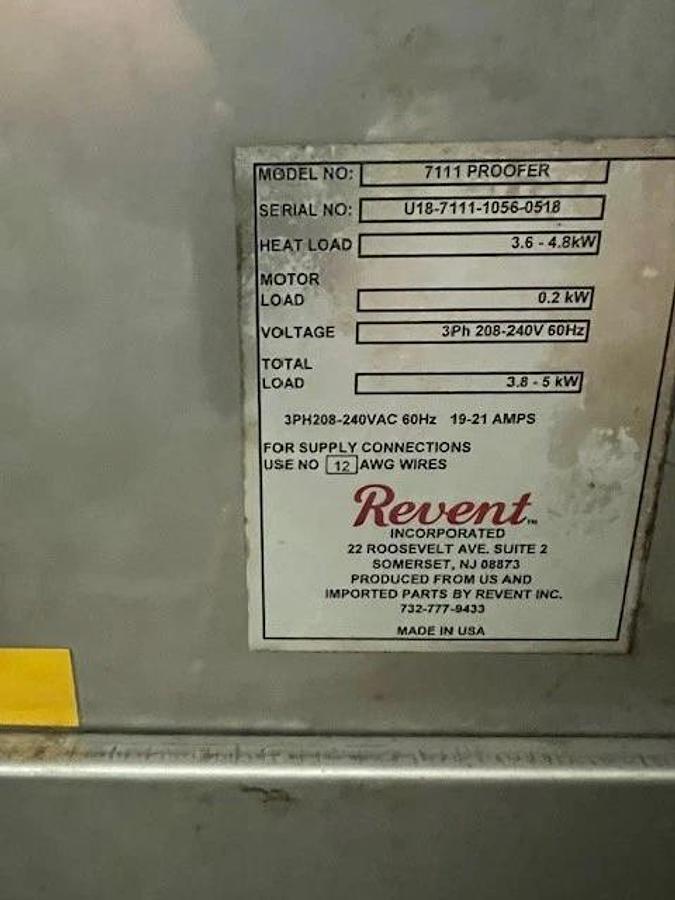 MODEL NO: 7111 PROOFER
SERIAL NO: U18-7111-1056-0518
HEAT LOAD 3.6 - 4.8kW
MOTOR
LOAD 0.2 kW
VOLTAGE 3Ph 208-240V 60Hz
TOTAL
LOAD 3.8 - 5 kW
3PH208-240VAC 60Hz 19-21 AMPS
FOR SUPPLY CONNECTIONS
USE NO 12 AWG WIRES
Revent™
INCORPORATED
22 ROOSEVELT AVE. SUITE 2
SOMERSET, NJ 08873
PRODUCED FROM US AND
IMPORTED PARTS BY REVENT INC.
732-777-9433
MADE IN USA